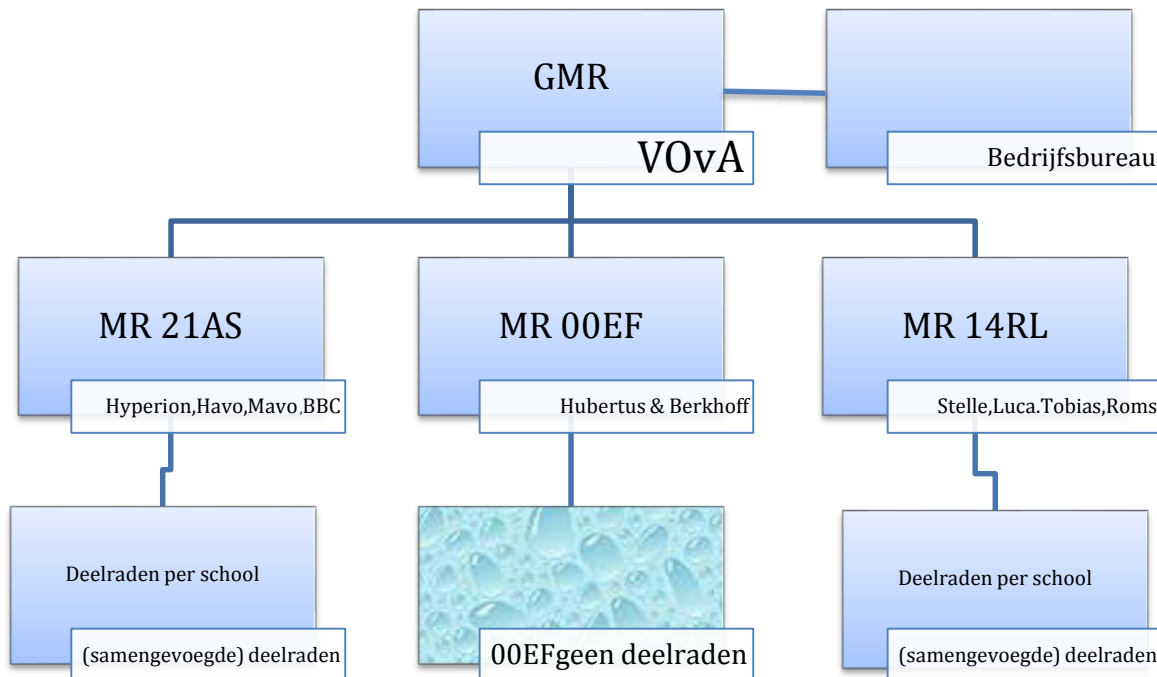 GMR
VOvA
Bedrijfsbureau
MR 21AS
Hyperion,Havo,Mavo,BBC
MR 00EF
Hubertus & Berkhoff
MR 14RL
Stelle,Luca.Tobias,Roms
Deelraden per school
(samengevoegde) deelraden
00EFgeen deelraden
Deelraden per school
(samengevoegde) deelraden